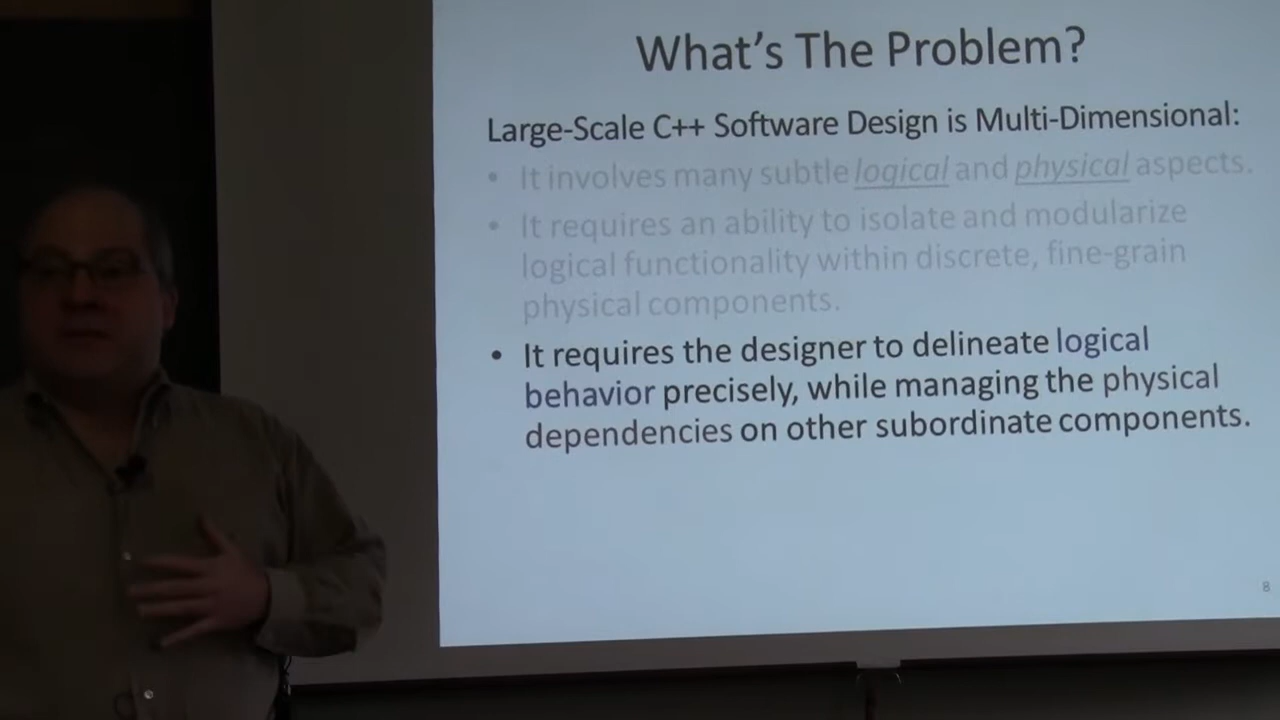 What's The Problem?
Large-Scale C++ Software Design is Multi-Dimensional:
• It involves many subtle logical and physical aspects.
• It requires an ability to isolate and modularize
logical functionality within discrete, fine-grain
physical components.
• It requires the designer to delineate logical
behavior precisely, while managing the physical
dependencies on other subordinate components.
8